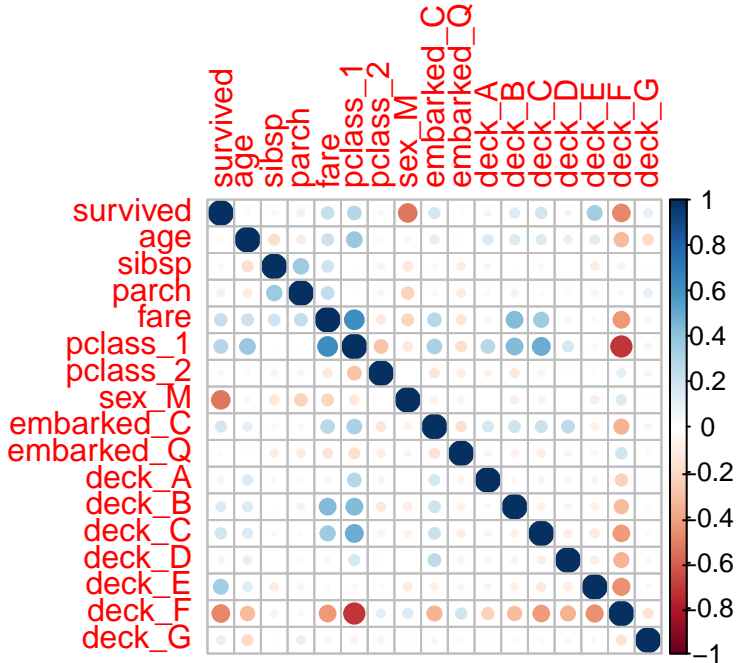 survived
age
sibsp
parch
fare
pclass_1
pclass_2
sex_M
embarked_C
embarked_Q
deck_A
deck_B
deck_C
deck_D
deck_E
deck_F
deck_G
survived
age
sibsp
parch
fare
pclass_1
pclass_2
sex_M
embarked_C
embarked_Q
deck_A
deck_B
deck_C
deck_D
deck_E
deck_F
deck_G
1
0.8
0.6
0.4
0.2
0
-0.2
-0.4
-0.6
-0.8
-1